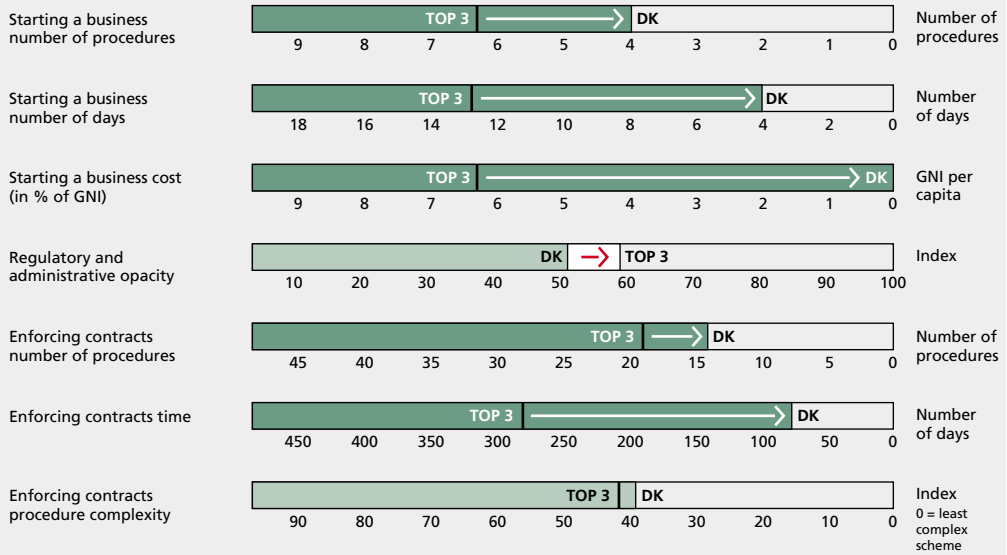 Starting a business
number of procedures
TOP 3
DK
Number of
procedures
9 8 7 6 5 4 3 2 1 0
Starting a business
number of days
TOP 3
DK
Number
of days
18 16 14 12 10 8 6 4 2 0
Starting a business cost
(in % of GNI)
TOP 3
DK
GNI per
capita
9 8 7 6 5 4 3 2 1 0
Regulatory and
administrative opacity
DK
TOP 3
Index
10 20 30 40 50 60 70 80 90 100
Enforcing contracts
number of procedures
TOP 3
DK
Number of
procedures
45 40 35 30 25 20 15 10 5 0
Enforcing contracts time
TOP 3
DK
Number
of days
450 400 350 300 250 200 150 100 50 0
Enforcing contracts
procedure complexity
TOP 3
DK
Index
0 = least
complex
scheme
90 80 70 60 50 40 30 20 10 0